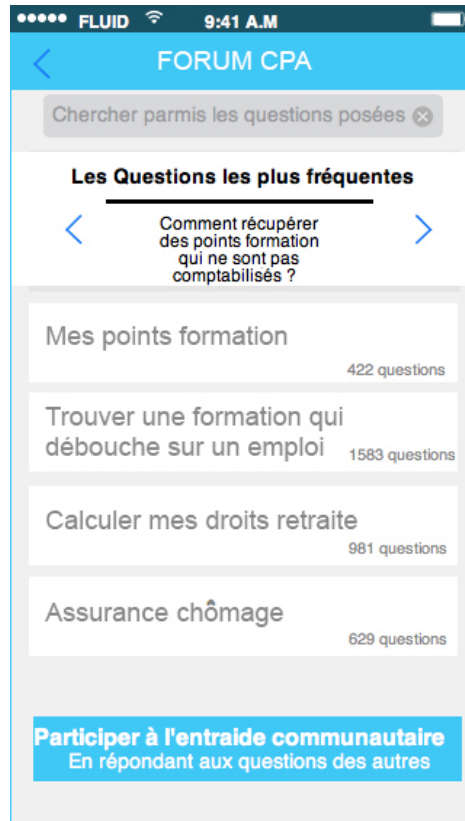 FLUID 9:41 A.M
FORUM CPA
Chercher parmis les questions posées
Les Questions les plus fréquentes
Comment récupérer
des points formation
qui ne sont pas
comptabilisés ?
Mes points formation
422 questions
Trouver une formation qui
débouche sur un emploi
1583 questions
Calculer mes droits retraite
981 questions
Assurance chômage
629 questions
Participer à l'entraide communautaire
En répondant aux questions des autres